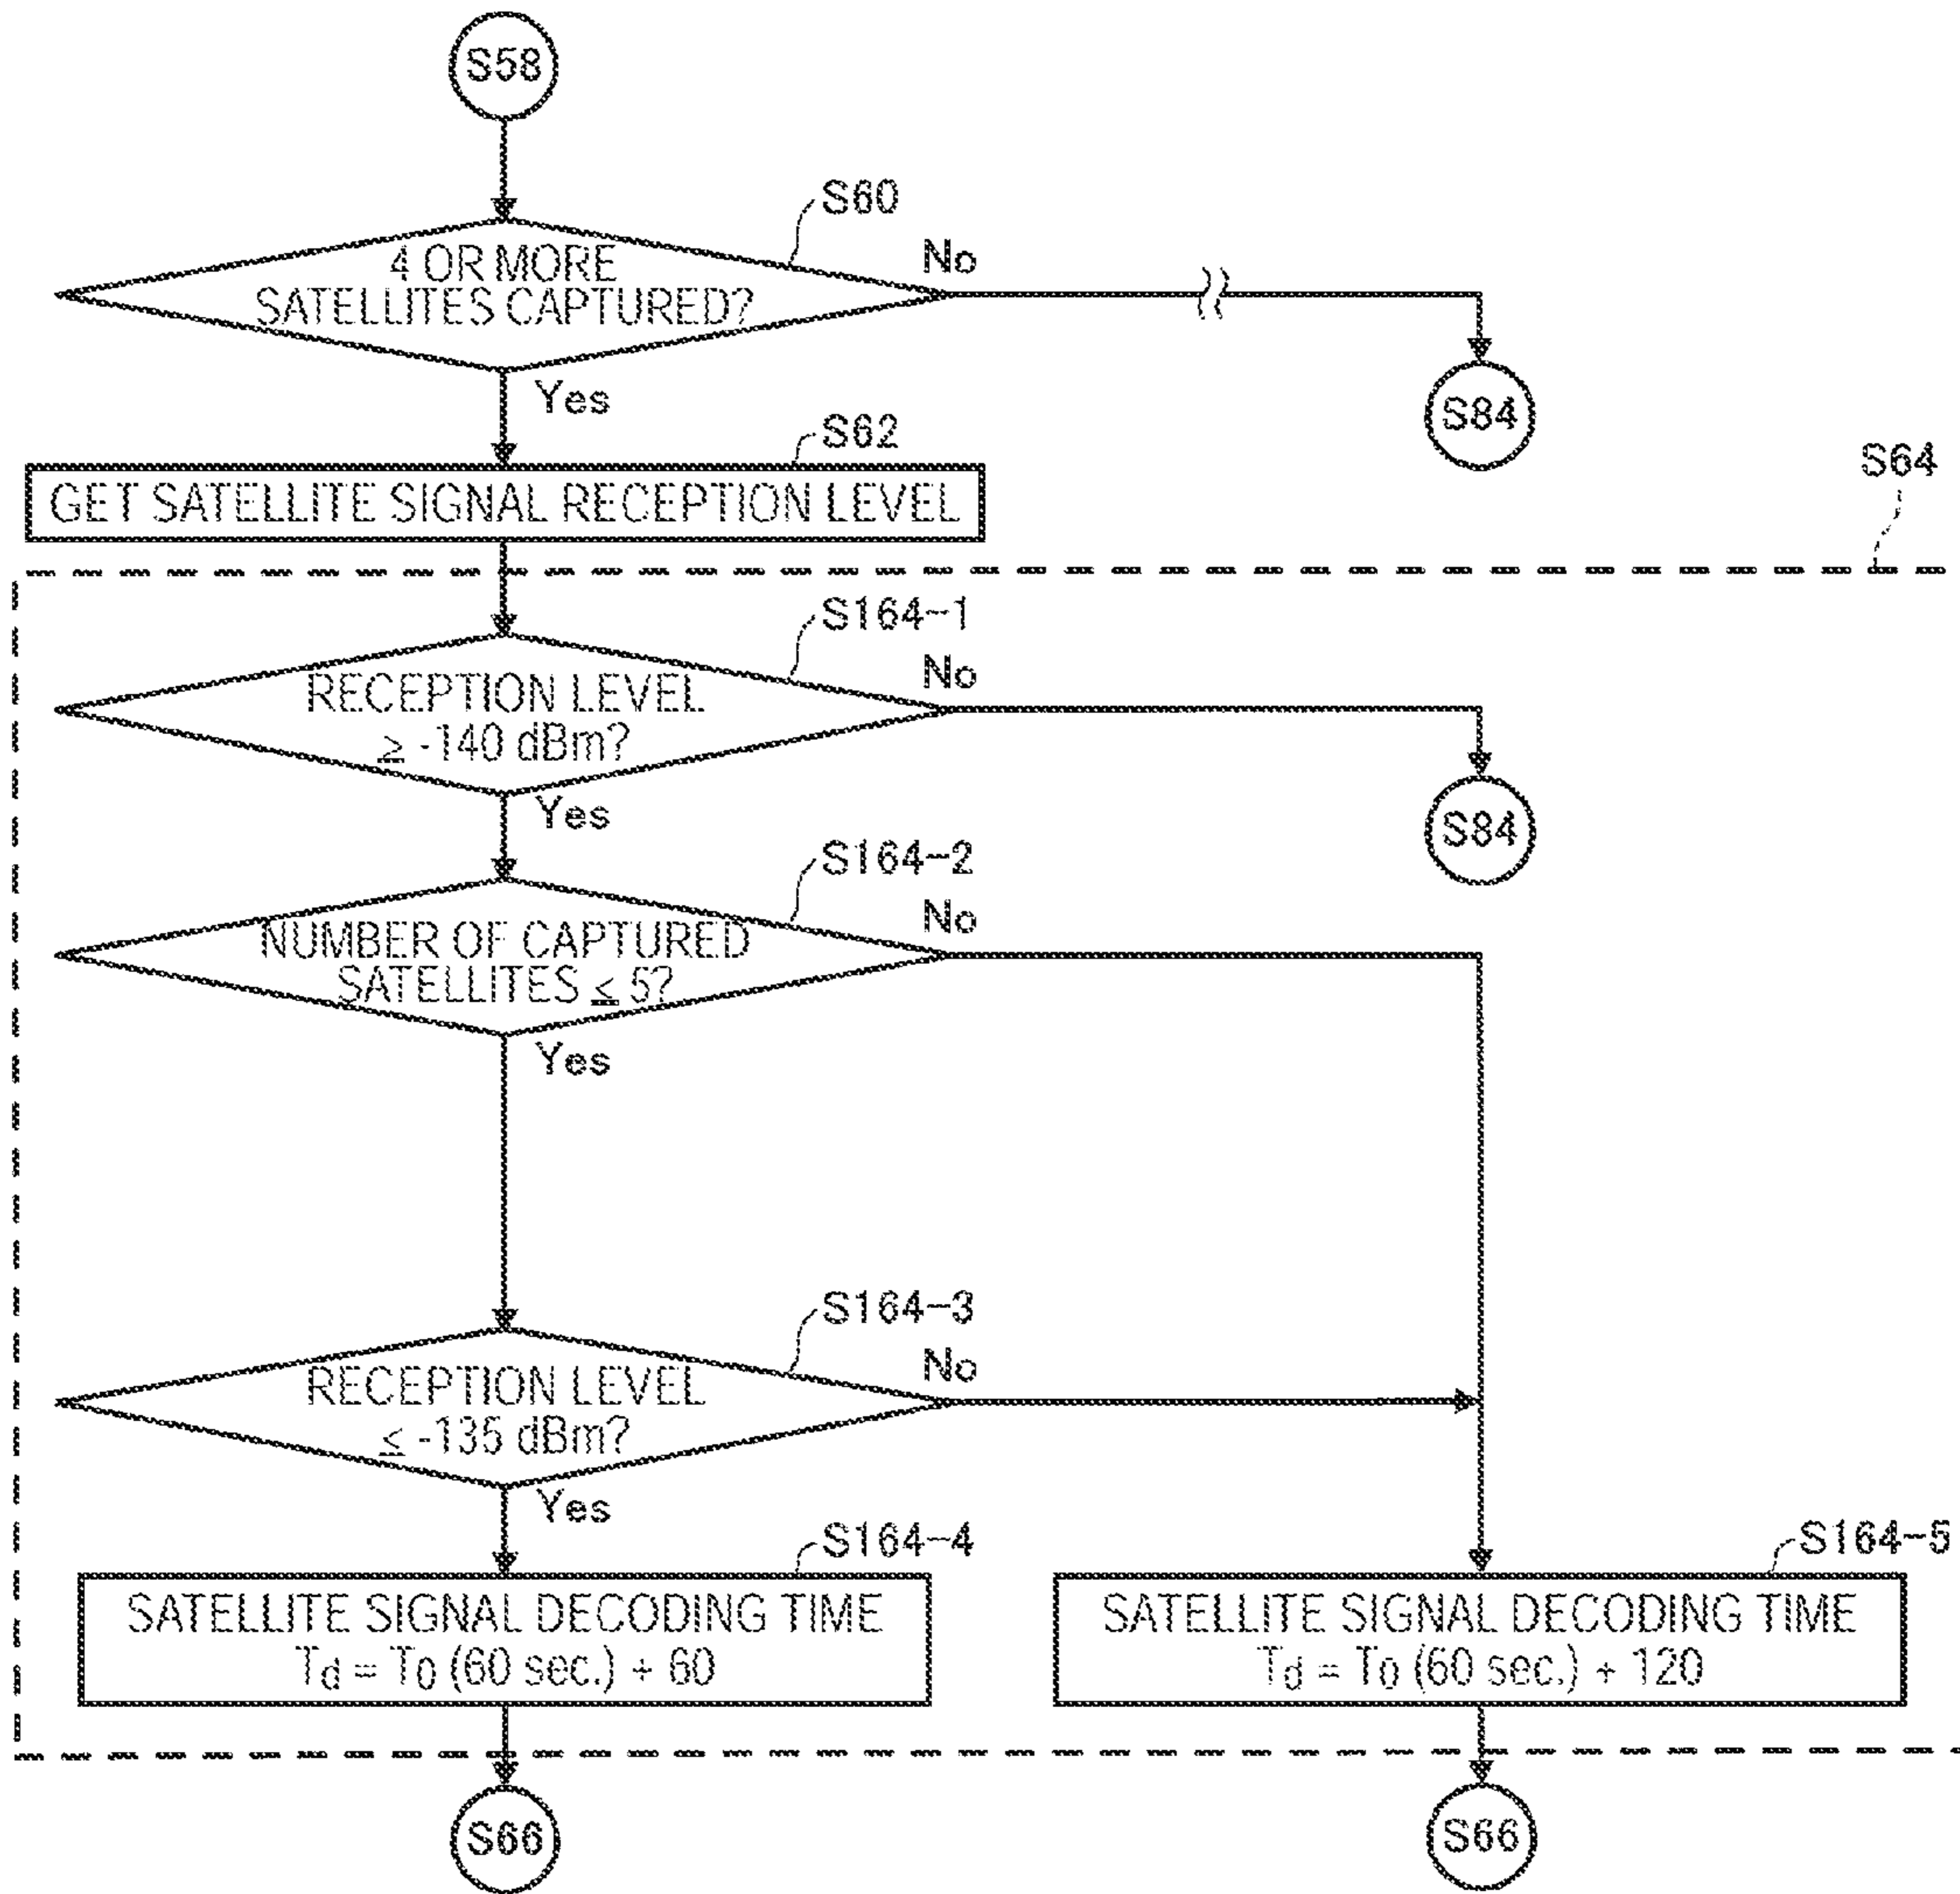 S58
S60
4 OR MORE
SATELLITES CAPTURED?
No
Yes
S84
S62
GET SATELLITE SIGNAL RECEPTION LEVEL
S64
S164-1
RECEPTION LEVEL
≥ -140 dBm?
No
Yes
S84
S164-2
NUMBER OF CAPTURED
SATELLITES ≤ 5?
No
Yes
S164-3
RECEPTION LEVEL
≤ -135 dBm?
No
Yes
S164-4
SATELLITE SIGNAL DECODING TIME
Td = T0 (60 sec.) + 60
S164-5
SATELLITE SIGNAL DECODING TIME
Td = T0 (60 sec.) + 120
S66
S66